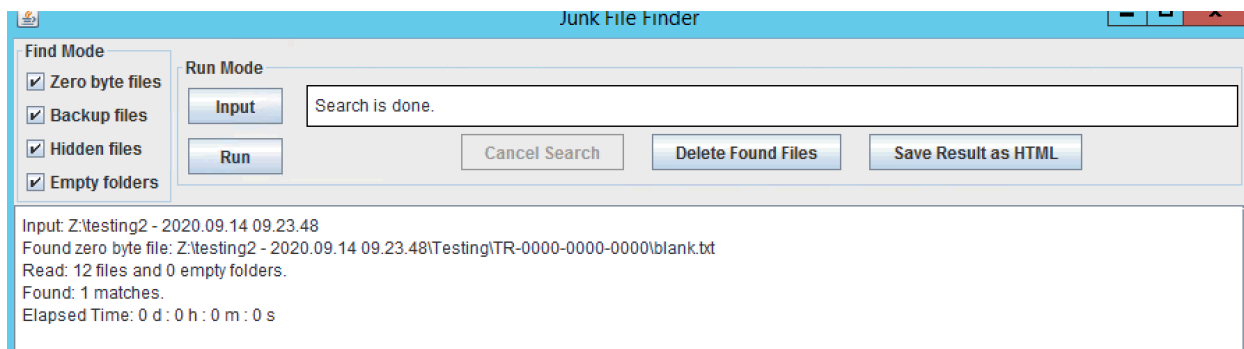 Junk File Finder
Find Mode
Zero byte files
Backup files
Hidden files
Empty folders
Run Mode
Input
Search is done.
Run
Cancel Search
Delete Found Files
Save Result as HTML
Input: Z:\testing2 - 2020.09.14 09.23.48
Found zero byte file: Z:\testing2 - 2020.09.14 09.23.48\Testing\TR-0000-0000-0000\blank.txt
Read: 12 files and 0 empty folders.
Found: 1 matches.
Elapsed Time: 0 d : 0 h : 0 m : 0 s